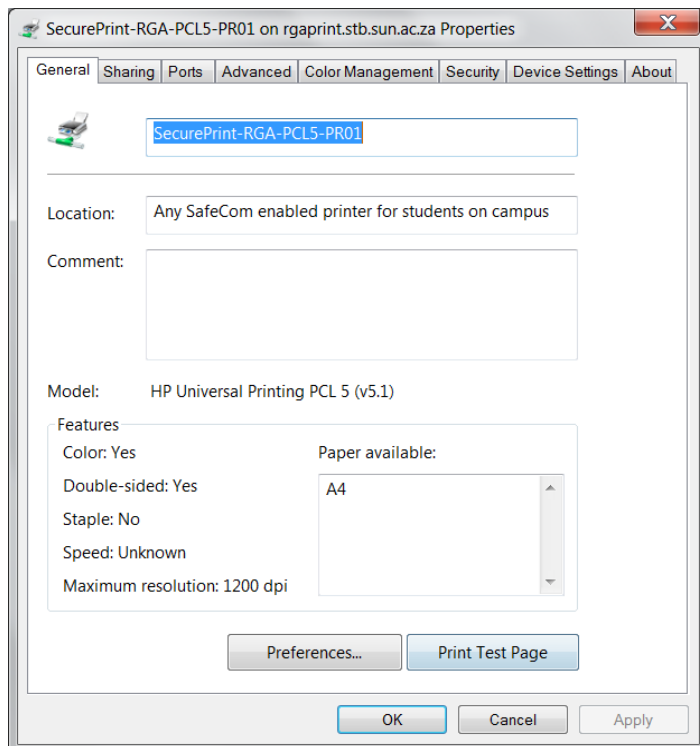 SecurePrint-RGA-PCL5-PR01 on rgaprint.stb.sun.ac.za Properties
General Sharing Ports Advanced Color Management Security Device Settings About
SecurePrint-RGA-PCL5-PR01
Location: Any SafeCom enabled printer for students on campus
Comment:
Model: HP Universal Printing PCL 5 (v5.1)
Features
Color: Yes Paper available:
Double-sided: Yes A4
Staple: No
Speed: Unknown
Maximum resolution: 1200 dpi
Preferences... Print Test Page
OK Cancel Apply